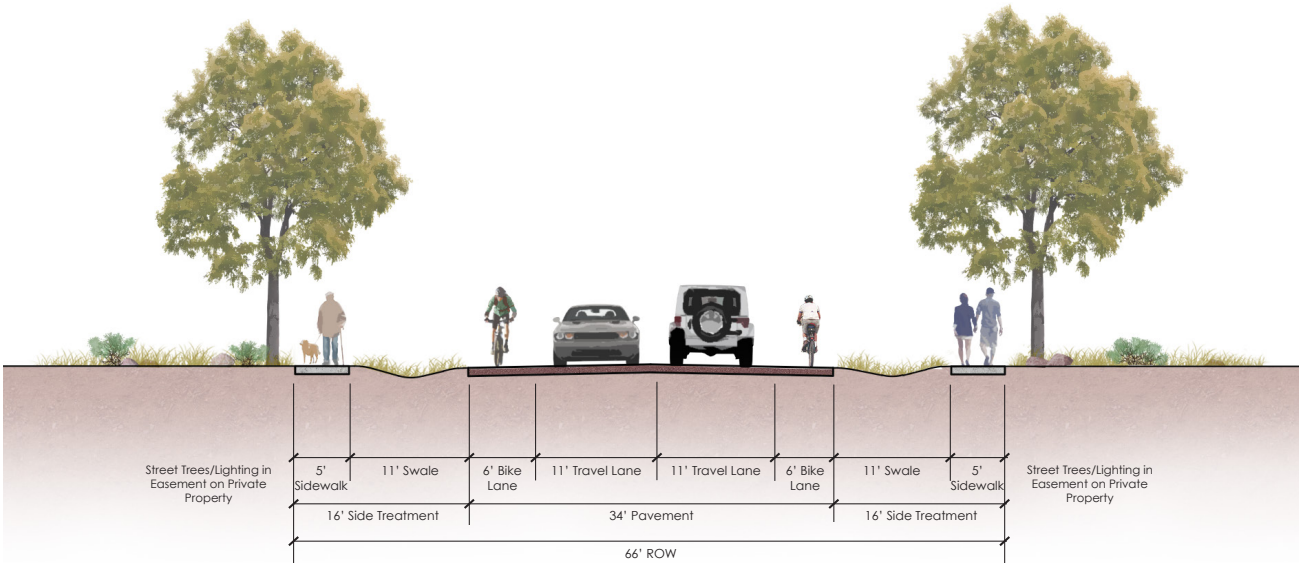 Street Trees/Lighting in
Easement on Private
Property
5'
Sidewalk
11' Swale
6' Bike
Lane
11' Travel Lane
11' Travel Lane
6' Bike
Lane
11' Swale
5'
Sidewalk
Street Trees/Lighting in
Easement on Private
Property
16' Side Treatment
34' Pavement
16' Side Treatment
66' ROW